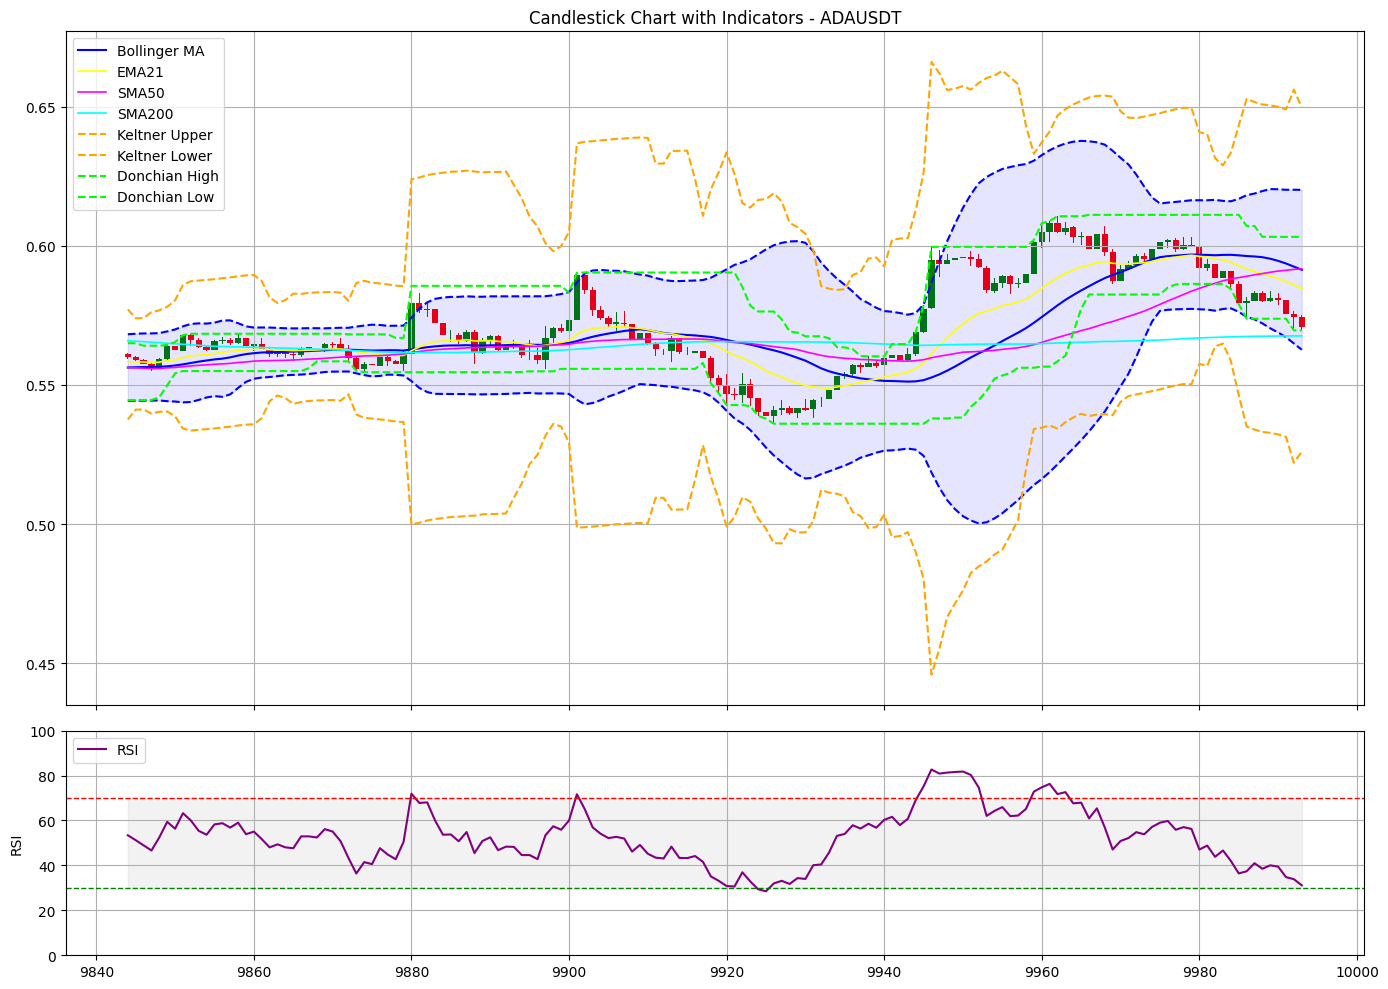 Candlestick Chart with Indicators - ADAUSDT
Bollinger MA
EMA21
SMA50
SMA200
Keltner Upper
Keltner Lower
Donchian High
Donchian Low
0.65
0.60
0.55
0.50
0.45
RSI
100
80
60
40
20
0
RSI
9840
9860
9880
9900
9920
9940
9960
9980
10000